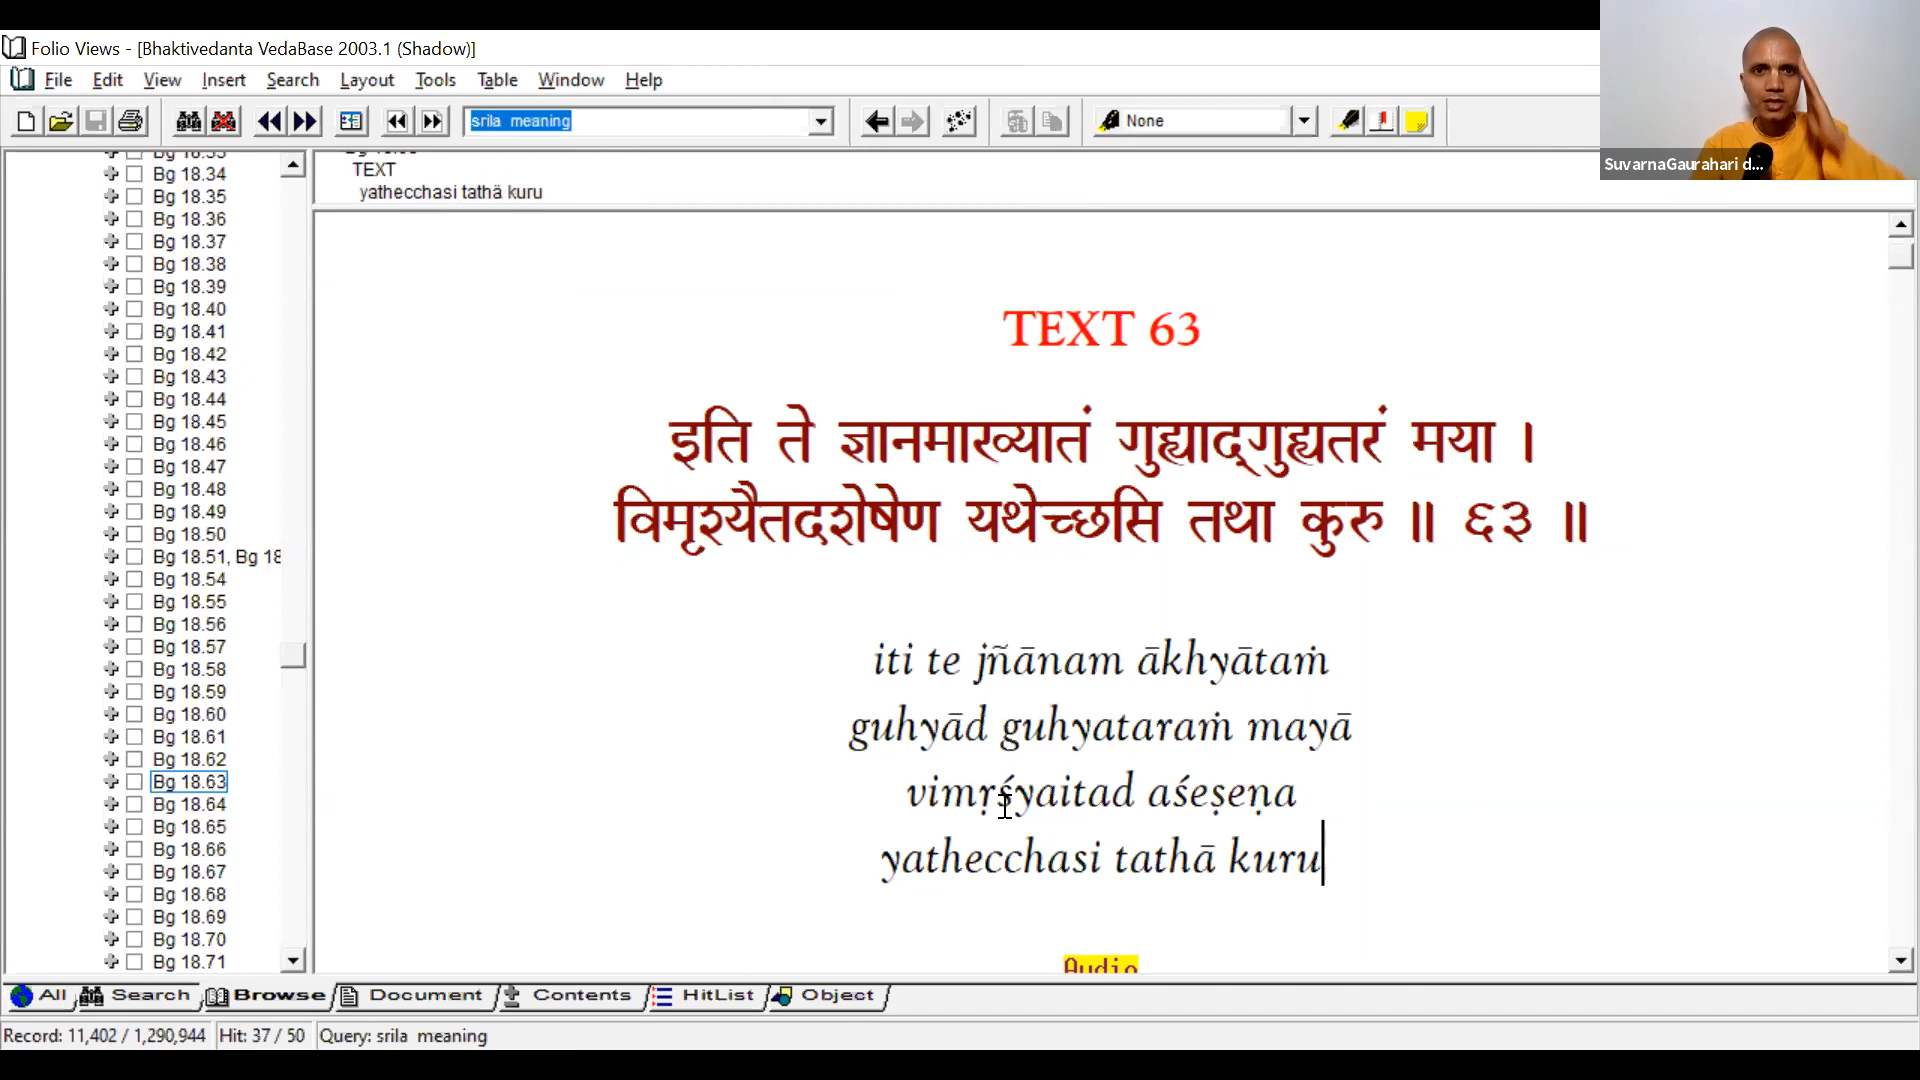 Folio Views - [Bhaktivedanta VedaBase 2003.1 (Shadow)]
File Edit View Insert Search Layout Tools Table Window Help
srila meaning
None
SuvarnaGaurahari d...
Bg 18.34
Bg 18.35
Bg 18.36
Bg 18.37
Bg 18.38
Bg 18.39
Bg 18.40
Bg 18.41
Bg 18.42
Bg 18.43
Bg 18.44
Bg 18.45
Bg 18.46
Bg 18.47
Bg 18.48
Bg 18.49
Bg 18.50
Bg 18.51, Bg 18
Bg 18.54
Bg 18.55
Bg 18.56
Bg 18.57
Bg 18.58
Bg 18.59
Bg 18.60
Bg 18.61
Bg 18.62
Bg 18.63
Bg 18.64
Bg 18.65
Bg 18.66
Bg 18.67
Bg 18.68
Bg 18.69
Bg 18.70
Bg 18.71
TEXT
yathecchasi tathä kuru
TEXT 63
इति ते ज्ञानमाख्यातं गुह्याद्‍गुह्यतरं मया ।
विमृश्यैतदशेषेण यथेच्छसि तथा कुरु ॥ ६३ ॥
iti te jñānam ākhyātaṁ
guhyād guhyataraṁ mayā
vimṛśyaitad aśeṣeṇa
yathecchasi tathā kuru
Audio
All Search Browse Document Contents HitList Object
Record: 11,402 / 1,290,944 Hit: 37 / 50 Query: srila meaning